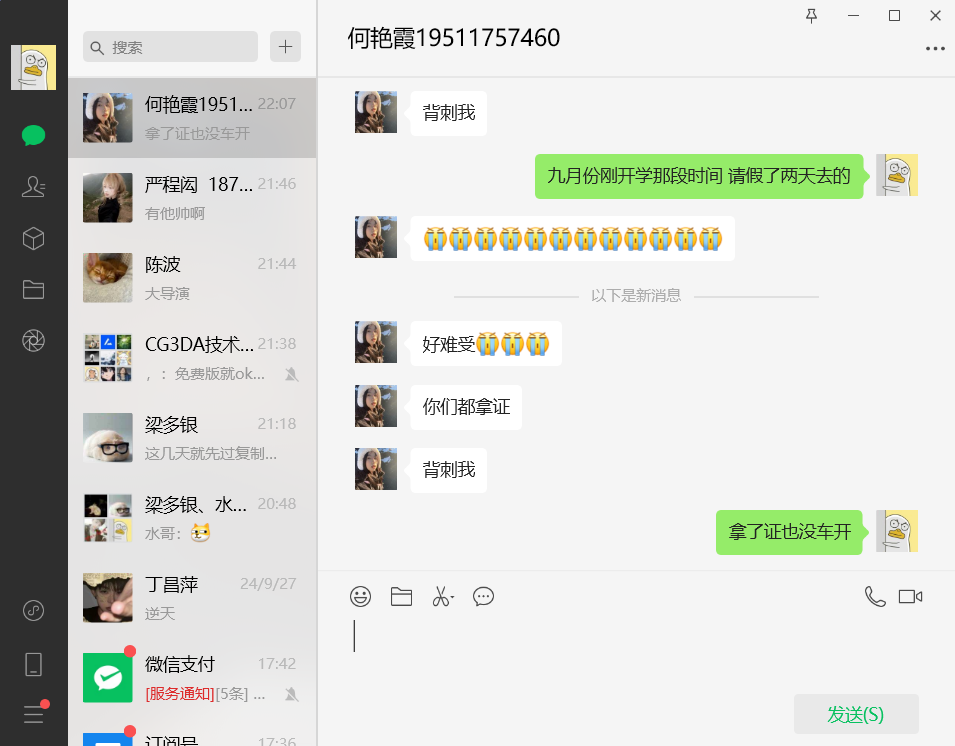 搜索
何艳霞1951... 22:07
拿了证也没车开
严程闳 187... 21:46
有他帅啊
陈波 21:44
大导演
CG3DA技术... 21:38
，：免费版就ok...
梁多银 21:18
这几天就先过复制...
梁多银、水... 20:48
水哥：
丁昌萍 24/9/27
逆天
微信支付 17:42
[服务通知][5条] ...
订阅号 17:36
何艳霞19511757460
背刺我
九月份刚开学那段时间 请假了两天去的
以下是新消息
好难受
你们都拿证
背刺我
拿了证也没车开
发送(S)